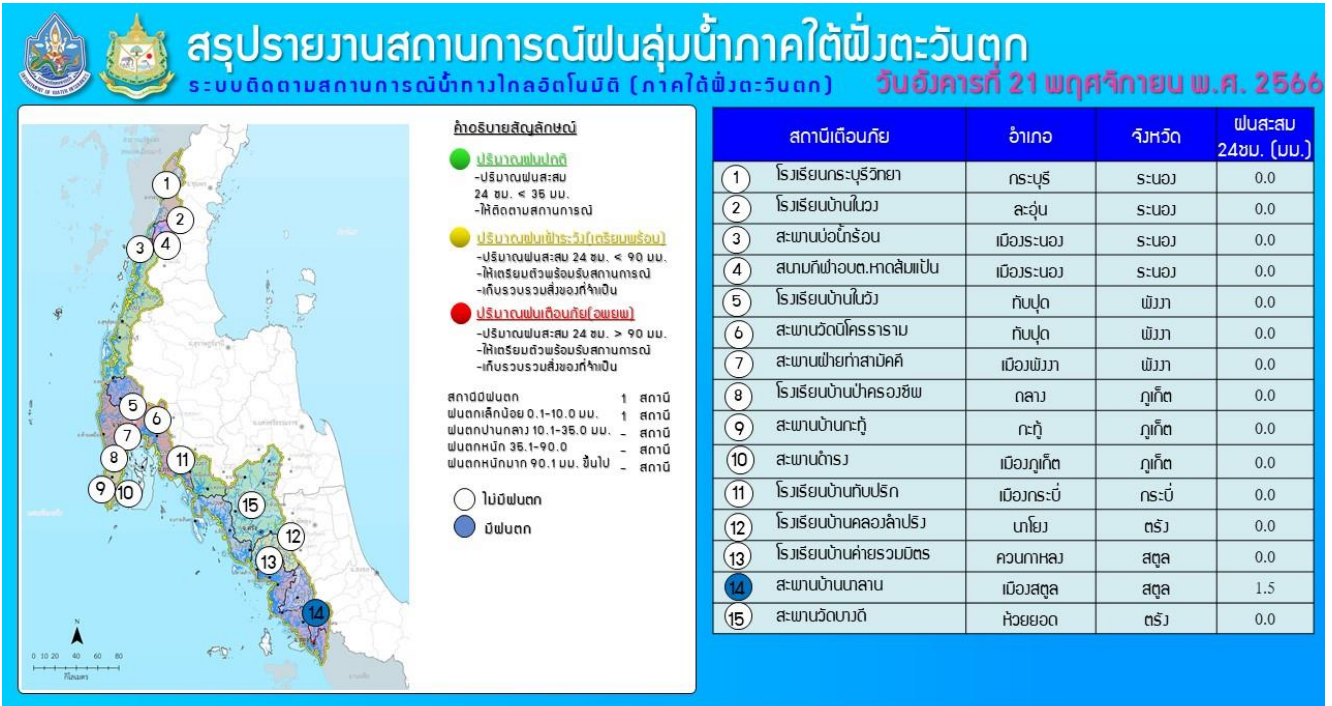 สรุปรายงานสถานการณ์ฝนลุ่มน้ำภาคใต้ฝั่งตะวันตก
ระบบติดตามสถานการณ์น้ำทางไกลอัตโนมัติ (ภาคใต้ฝั่งตะวันตก)
วันอังคารที่ 21 พฤศจิกายน พ.ศ. 2566
คำอธิบายสัญลักษณ์
ปริมาณฝนปกติ
-ปริมาณฝนสะสม
24 ชม. < 35 มม.
-ให้ติดตามสถานการณ์
ปริมาณฝนเฝ้าระวัง(เตรียมพร้อม)
-ปริมาณฝนสะสม 24 ชม. < 90 มม.
-ให้เตรียมตัวพร้อมรับสถานการณ์
-เก็บรวบรวมสิ่งของที่จำเป็น
ปริมาณฝนเตือนภัย(อพยพ)
-ปริมาณฝนสะสม 24 ชม. > 90 มม.
-ให้เตรียมตัวพร้อมรับสถานการณ์
-เก็บรวบรวมสิ่งของที่จำเป็น
สถานีมีฝนตก 1 สถานี
ฝนตกเล็กน้อย 0.1-10.0 มม. 1 สถานี
ฝนตกปานกลาง 10.1-35.0 มม. - สถานี
ฝนตกหนัก 35.1-90.0 - สถานี
ฝนตกหนักมาก 90.1 มม. ขึ้นไป - สถานี
ไม่มีฝนตก
มีฝนตก
1
2
3 4
5
6
7
8
11
9 10
15
12
13
14
N
0 10 20 40 60 80
กิโลเมตร
สถานีเตือนภัย อำเภอ จังหวัด ฝนสะสม 24ชม. (มม.)
1 โรงเรียนกระบุรีวิทยา กระบุรี ระนอง 0.0
2 โรงเรียนบ้านในวง ละอุ่น ระนอง 0.0
3 สะพานบ่อน้ำร้อน เมืองระนอง ระนอง 0.0
4 สนามกีฬาอบต.หาดส้มแป้น เมืองระนอง ระนอง 0.0
5 โรงเรียนบ้านในวัง ทับปุด พังงา 0.0
6 สะพานวัดนิโครธาราม ทับปุด พังงา 0.0
7 สะพานฝ่ายท่าสามัคคี เมืองพังงา พังงา 0.0
8 โรงเรียนบ้านป่าครองชีพ ถลาง ภูเก็ต 0.0
9 สะพานบ้านกะทู้ กะทู้ ภูเก็ต 0.0
10 สะพานดำรง เมืองภูเก็ต ภูเก็ต 0.0
11 โรงเรียนบ้านทับปริก เมืองกระบี่ กระบี่ 0.0
12 โรงเรียนบ้านคลองลำปริง นาโยง ตรัง 0.0
13 โรงเรียนบ้านค่ายรวมมิตร ควนกาหลง สตูล 0.0
14 สะพานบ้านนาลาน เมืองสตูล สตูล 1.5
15 สะพานวัดบางดี ห้วยยอด ตรัง 0.0